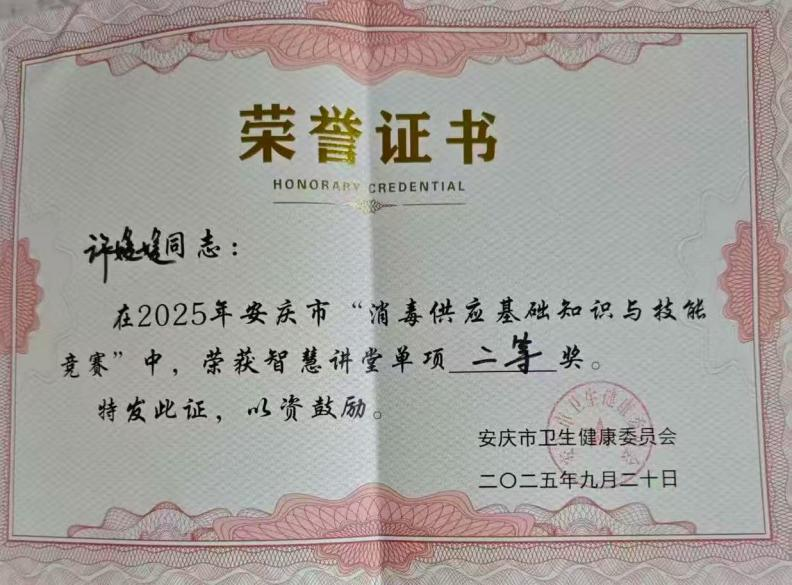 荣誉证书
HONORARY CREDENTIAL
许媛媛同志：
在2025年安庆市“消毒供应基础知识与技能
竞赛”中，荣获智慧讲堂单项二等奖。
特发此证，以资鼓励。
安庆市卫生健康委员会
二〇二五年九月二十日